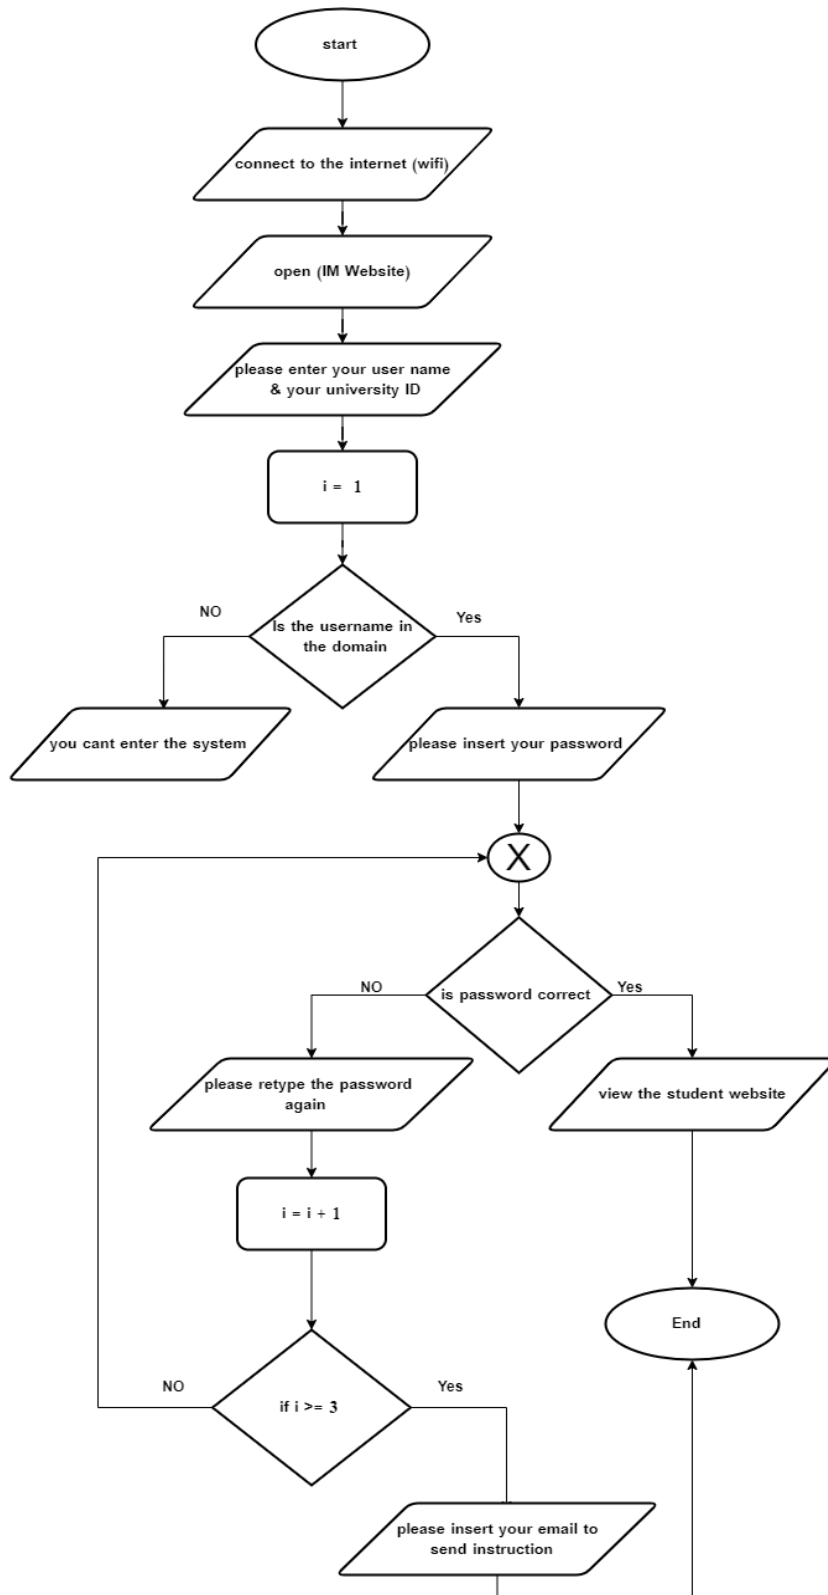 start
connect to the internet (wifi)
open (IM Website)
please enter your user name
& your university ID
i = 1
NO
Is the username in
the domain
Yes
you cant enter the system
please insert your password
X
NO
is password correct
Yes
please retype the password
again
view the student website
i = i + 1
End
NO
if i >= 3
Yes
please insert your email to
send instruction